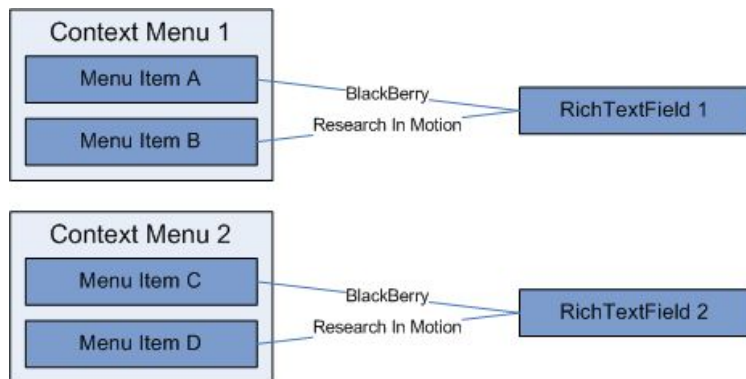 Context Menu 1
Menu Item A
BlackBerry
RichTextField 1
Menu Item B
Research In Motion
Context Menu 2
Menu Item C
BlackBerry
RichTextField 2
Menu Item D
Research In Motion